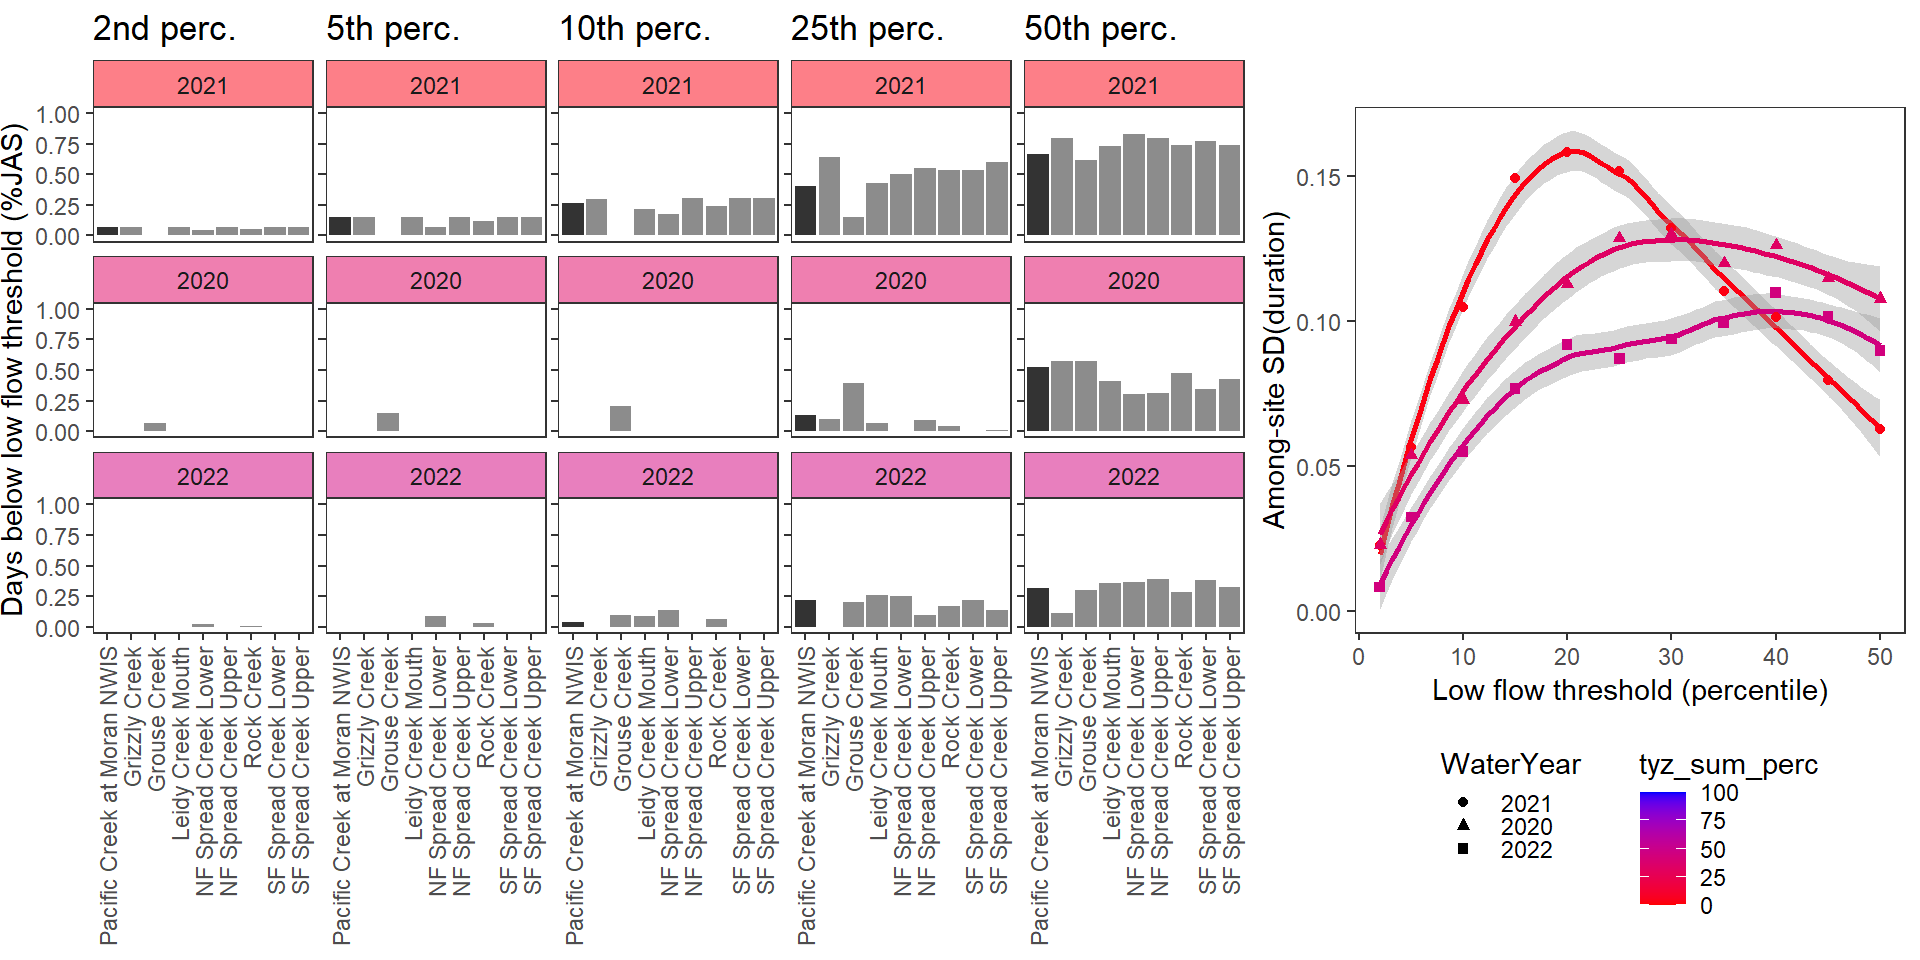 2nd perc.
5th perc.
10th perc.
25th perc.
50th perc.
2021
2021
2021
2021
2021
1.00
0.75
0.50
0.25
0.00
2020
2020
2020
2020
2020
1.00
0.75
0.50
0.25
0.00
2022
2022
2022
2022
2022
1.00
0.75
0.50
0.25
0.00
Days below low flow threshold (%JAS)
Pacific Creek at Moran NWIS
Grizzly Creek
Grouse Creek
Leidy Creek Mouth
NF Spread Creek Lower
NF Spread Creek Upper
Rock Creek
SF Spread Creek Lower
SF Spread Creek Upper
Pacific Creek at Moran NWIS
Grizzly Creek
Grouse Creek
Leidy Creek Mouth
NF Spread Creek Lower
NF Spread Creek Upper
Rock Creek
SF Spread Creek Lower
SF Spread Creek Upper
Pacific Creek at Moran NWIS
Grizzly Creek
Grouse Creek
Leidy Creek Mouth
NF Spread Creek Lower
NF Spread Creek Upper
Rock Creek
SF Spread Creek Lower
SF Spread Creek Upper
Pacific Creek at Moran NWIS
Grizzly Creek
Grouse Creek
Leidy Creek Mouth
NF Spread Creek Lower
NF Spread Creek Upper
Rock Creek
SF Spread Creek Lower
SF Spread Creek Upper
Pacific Creek at Moran NWIS
Grizzly Creek
Grouse Creek
Leidy Creek Mouth
NF Spread Creek Lower
NF Spread Creek Upper
Rock Creek
SF Spread Creek Lower
SF Spread Creek Upper
Among-site SD(duration)
0.15
0.10
0.05
0.00
0 10 20 30 40 50
Low flow threshold (percentile)
WaterYear
2021
2020
2022
tyz_sum_perc
100
75
50
25
0